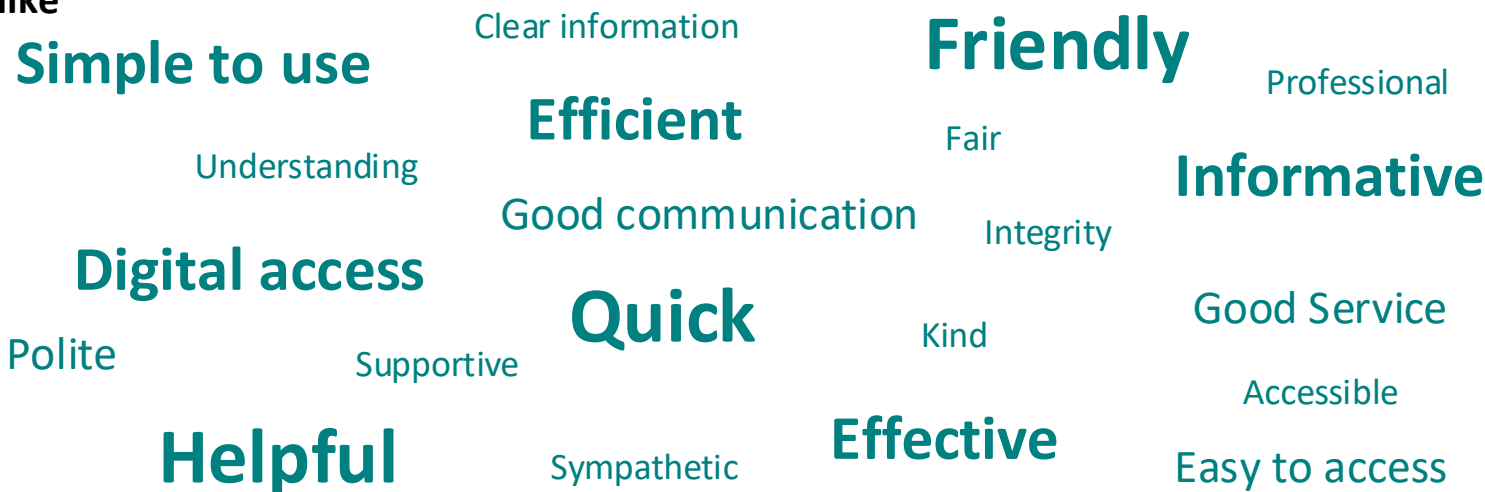 like
Clear information
Friendly
Simple to use
Professional
Efficient
Fair
Understanding
Informative
Good communication
Integrity
Digital access
Quick
Good Service
Kind
Polite
Supportive
Accessible
Effective
Helpful
Sympathetic
Easy to access